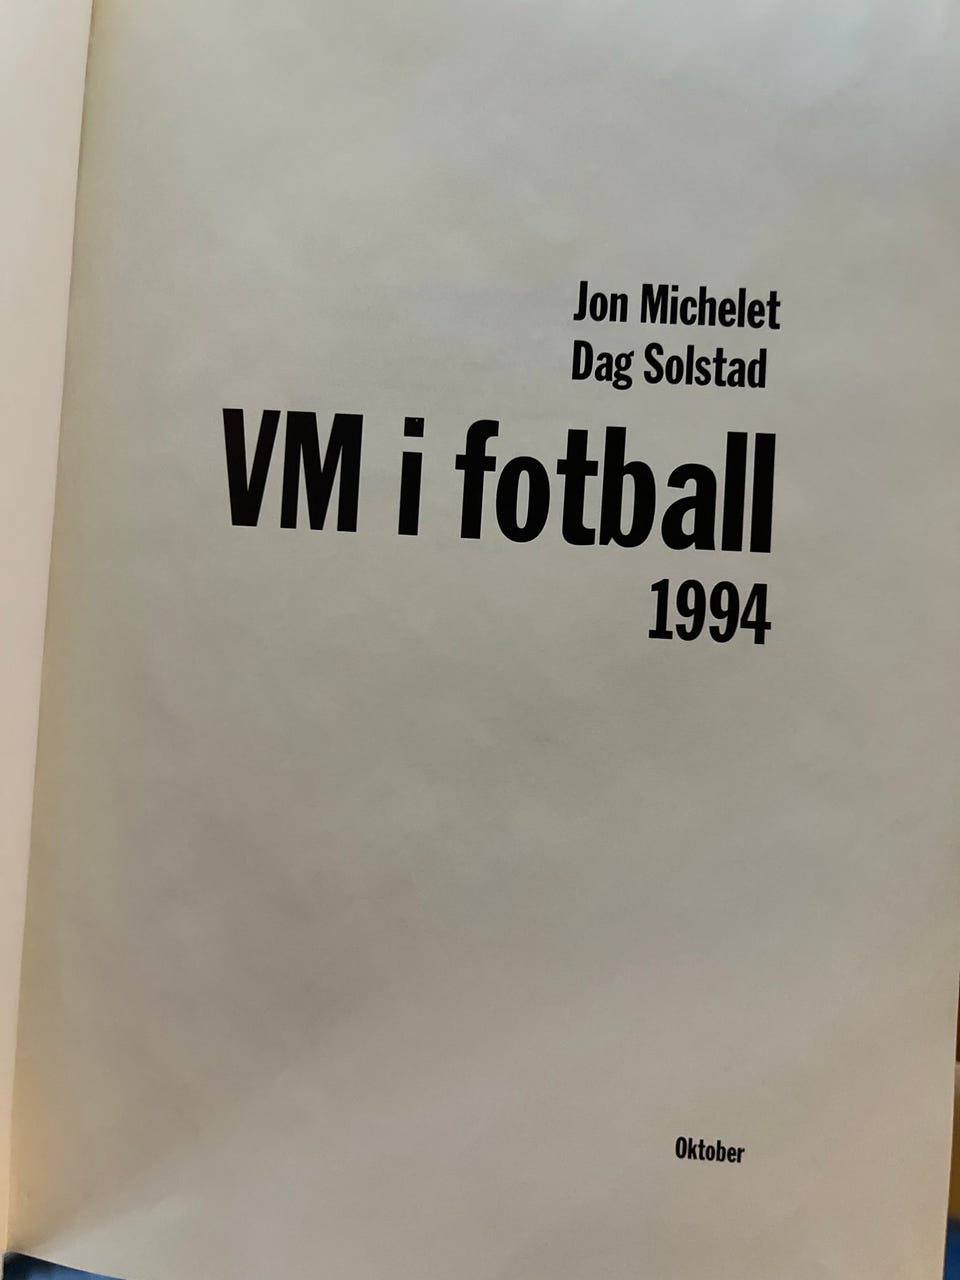 Jon Michelet
Dag Solstad
VM i fotball
1994
Oktober